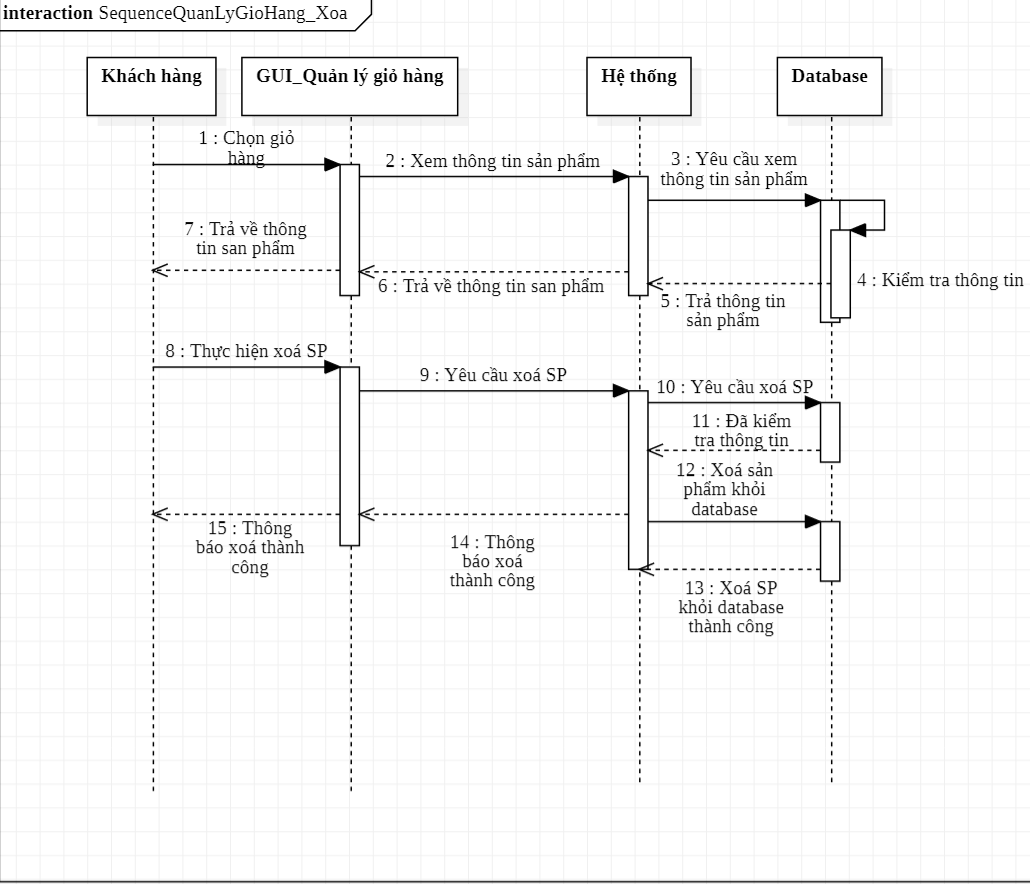 interaction SequenceQuanLyGioHang_Xoa
Khách hàng
GUI_Quản lý giỏ hàng
Hệ thống
Database
1 : Chọn giỏ
hàng
2 : Xem thông tin sản phẩm
3 : Yêu cầu xem
thông tin sản phẩm
4 : Kiểm tra thông tin
5 : Trả thông tin
sản phẩm
6 : Trả về thông tin san phẩm
7 : Trả về thông
tin san phẩm
8 : Thực hiện xoá SP
9 : Yêu cầu xoá SP
10 : Yêu cầu xoá SP
11 : Đã kiểm
tra thông tin
12 : Xoá sản
phẩm khỏi
database
13 : Xoá SP
khỏi database
thành công
14 : Thông
báo xoá
thành công
15 : Thông
báo xoá thành
công